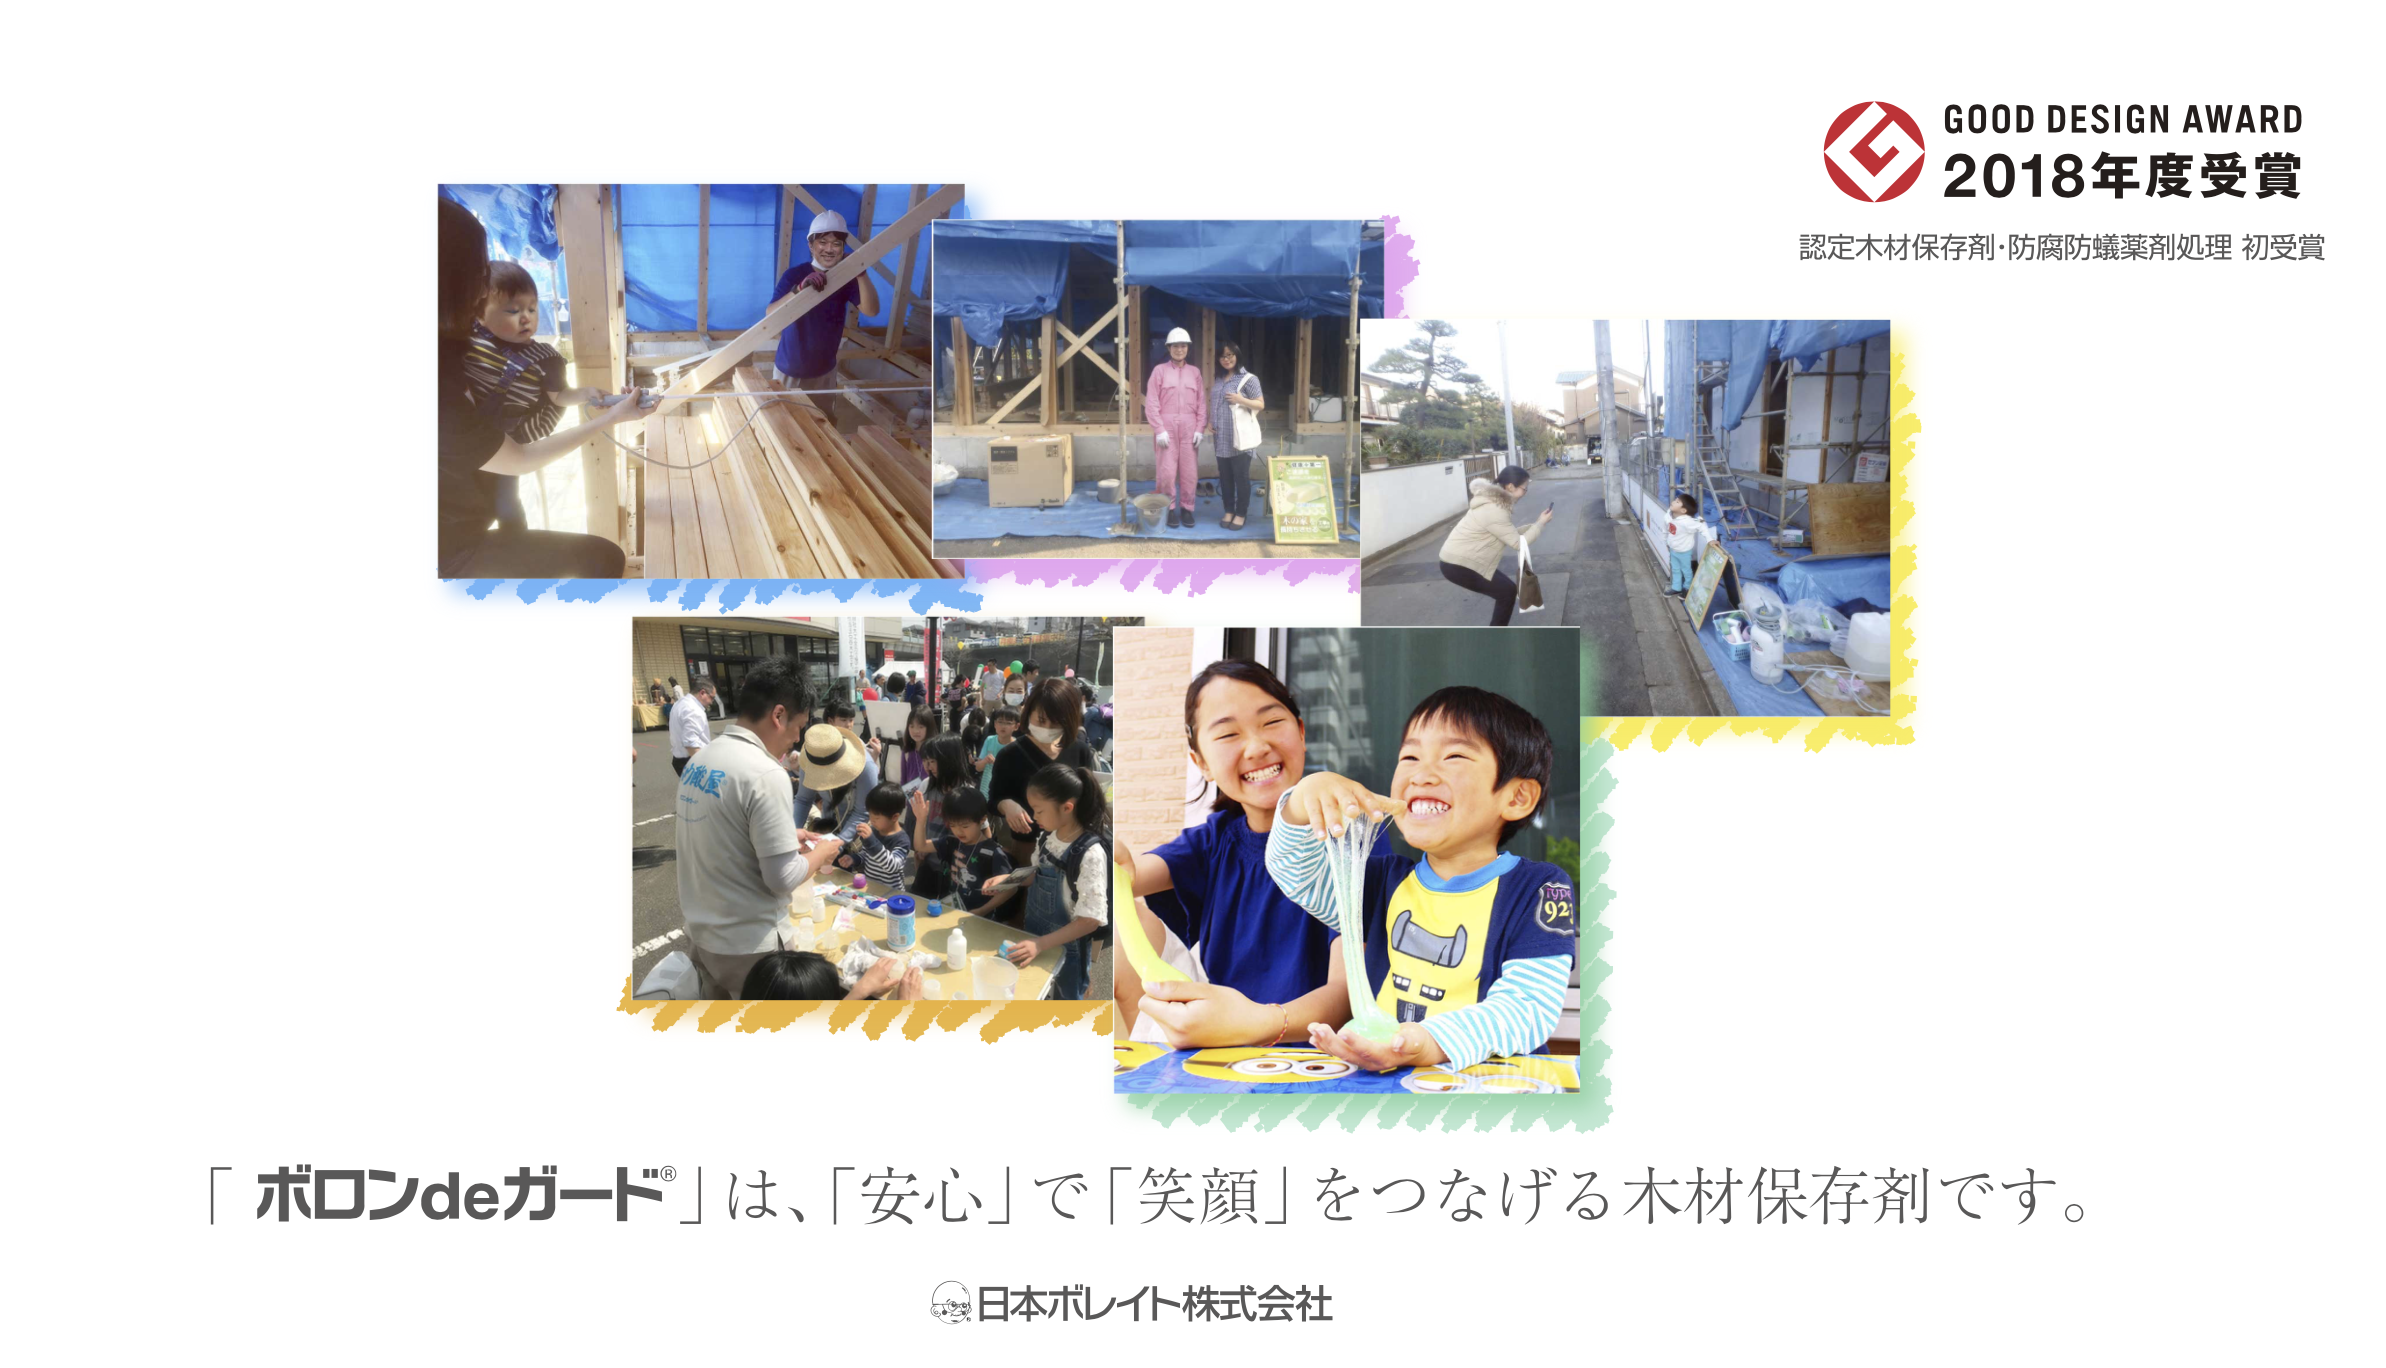 GOOD DESIGN AWARD
2018年度受賞
認定木材保存剤･防腐防蟻薬剤処理 初受賞
「ボロンdeガード®」は、「安心」で「笑顔」をつなげる木材保存剤です。
日本ボレイト株式会社